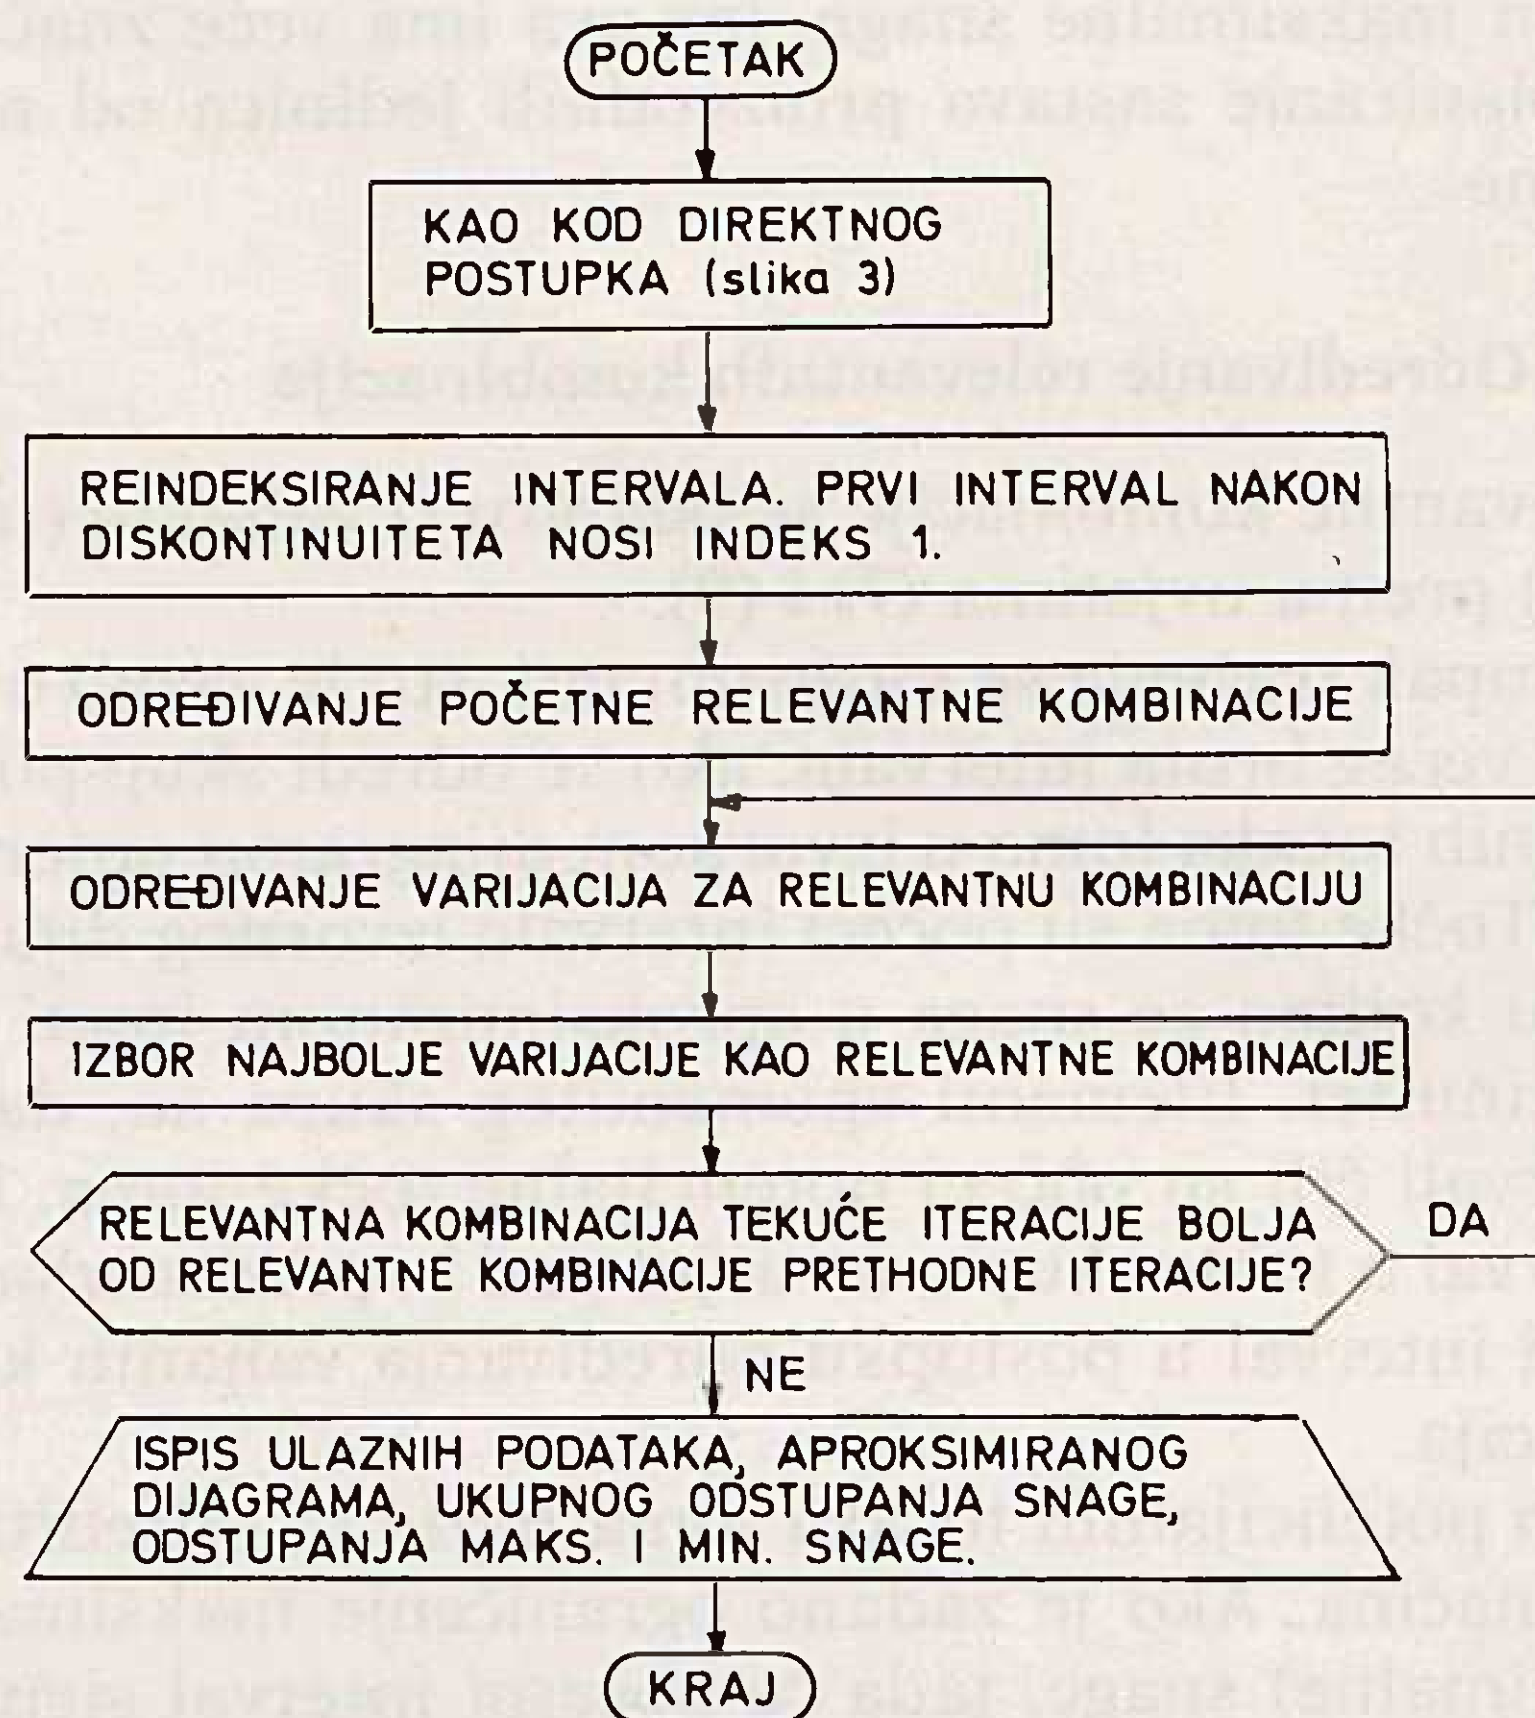 POČETAK
KAO KOD DIREKTNOG
POSTUPKA (slika 3)
REINDEKSIRANJE INTERVALA. PRVI INTERVAL NAKON
DISKONTINUITETA NOSI INDEKS 1.
ODREĐIVANJE POČETNE RELEVANTNE KOMBINACIJE
ODREĐIVANJE VARIJACIJA ZA RELEVANTNU KOMBINACIJU
IZBOR NAJBOLJE VARIJACIJE KAO RELEVANTNE KOMBINACIJE
RELEVANTNA KOMBINACIJA TEKUĆE ITERACIJE BOLJA
OD RELEVANTNE KOMBINACIJE PRETHODNE ITERACIJE?
DA
NE
ISPIS ULAZNIH PODATAKA, APROKSIMIRANOG
DIJAGRAMA, UKUPNOG ODSTUPANJA SNAGE,
ODSTUPANJA MAKS. I MIN. SNAGE.
KRAJ